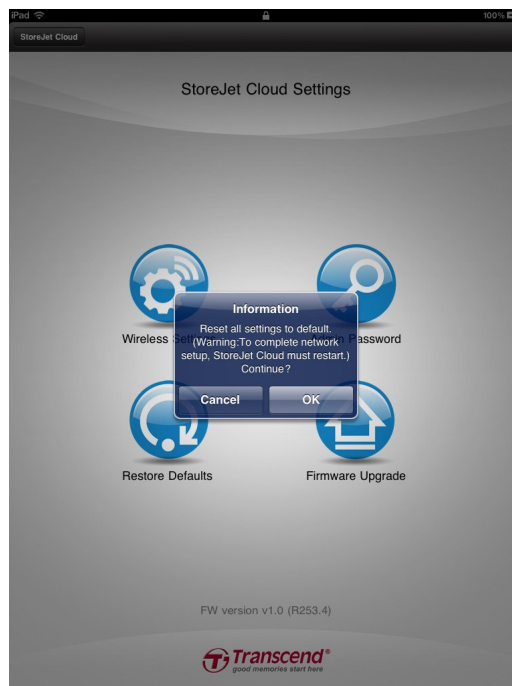 iPad
100%
StoreJet Cloud
StoreJet Cloud Settings
Information
Reset all settings to default.
(Warning:To complete network
setup, StoreJet Cloud must restart.)
Continue?
Cancel
OK
Wireless
Password
Restore Defaults
Firmware Upgrade
FW version v1.0 (R253.4)
Transcend®
good memories start here